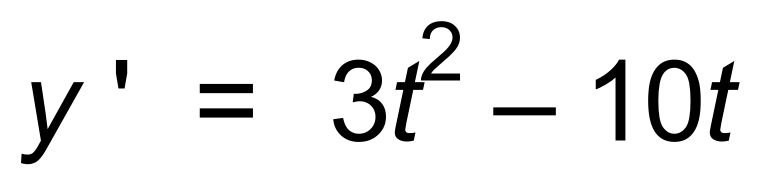 y ' = 3t² – 10t